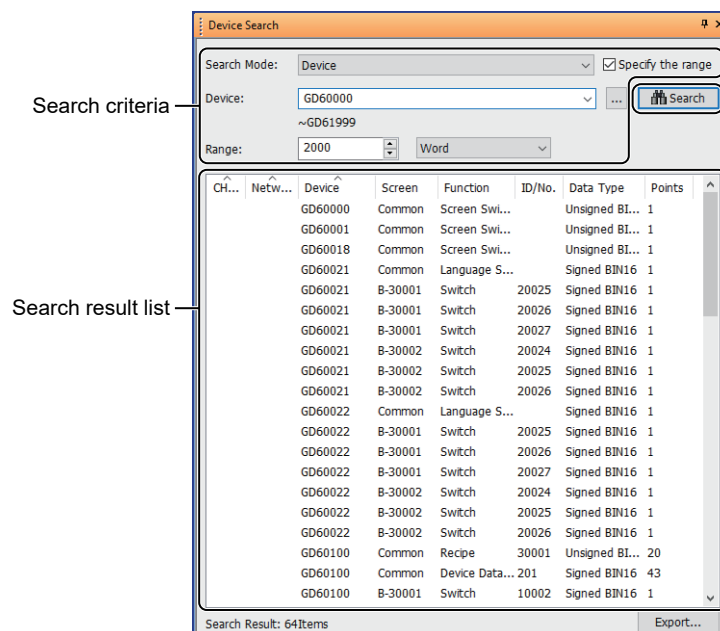 Device Search
Search Mode: Device Specify the range
Search criteria
Device: GD60000 ... Search
~GD61999
Range: 2000 Word
CH... Netw... Device Screen Function ID/No. Data Type Points
GD60000 Common Screen Swi... Unsigned BI... 1
GD60001 Common Screen Swi... Unsigned BI... 1
GD60018 Common Screen Swi... Unsigned BI... 1
GD60021 Common Language S... Signed BIN16 1
GD60021 B-30001 Switch 20025 Signed BIN16 1
Search result list
GD60021 B-30001 Switch 20026 Signed BIN16 1
GD60021 B-30001 Switch 20027 Signed BIN16 1
GD60021 B-30002 Switch 20024 Signed BIN16 1
GD60021 B-30002 Switch 20025 Signed BIN16 1
GD60021 B-30002 Switch 20026 Signed BIN16 1
GD60022 Common Language S... Signed BIN16 1
GD60022 B-30001 Switch 20025 Signed BIN16 1
GD60022 B-30001 Switch 20026 Signed BIN16 1
GD60022 B-30001 Switch 20027 Signed BIN16 1
GD60022 B-30002 Switch 20024 Signed BIN16 1
GD60022 B-30002 Switch 20025 Signed BIN16 1
GD60022 B-30002 Switch 20026 Signed BIN16 1
GD60100 Common Recipe 30001 Unsigned BI... 20
GD60100 Common Device Data... 201 Signed BIN16 43
GD60100 B-30001 Switch 10002 Signed BIN16 1
Search Result: 64Items Export...